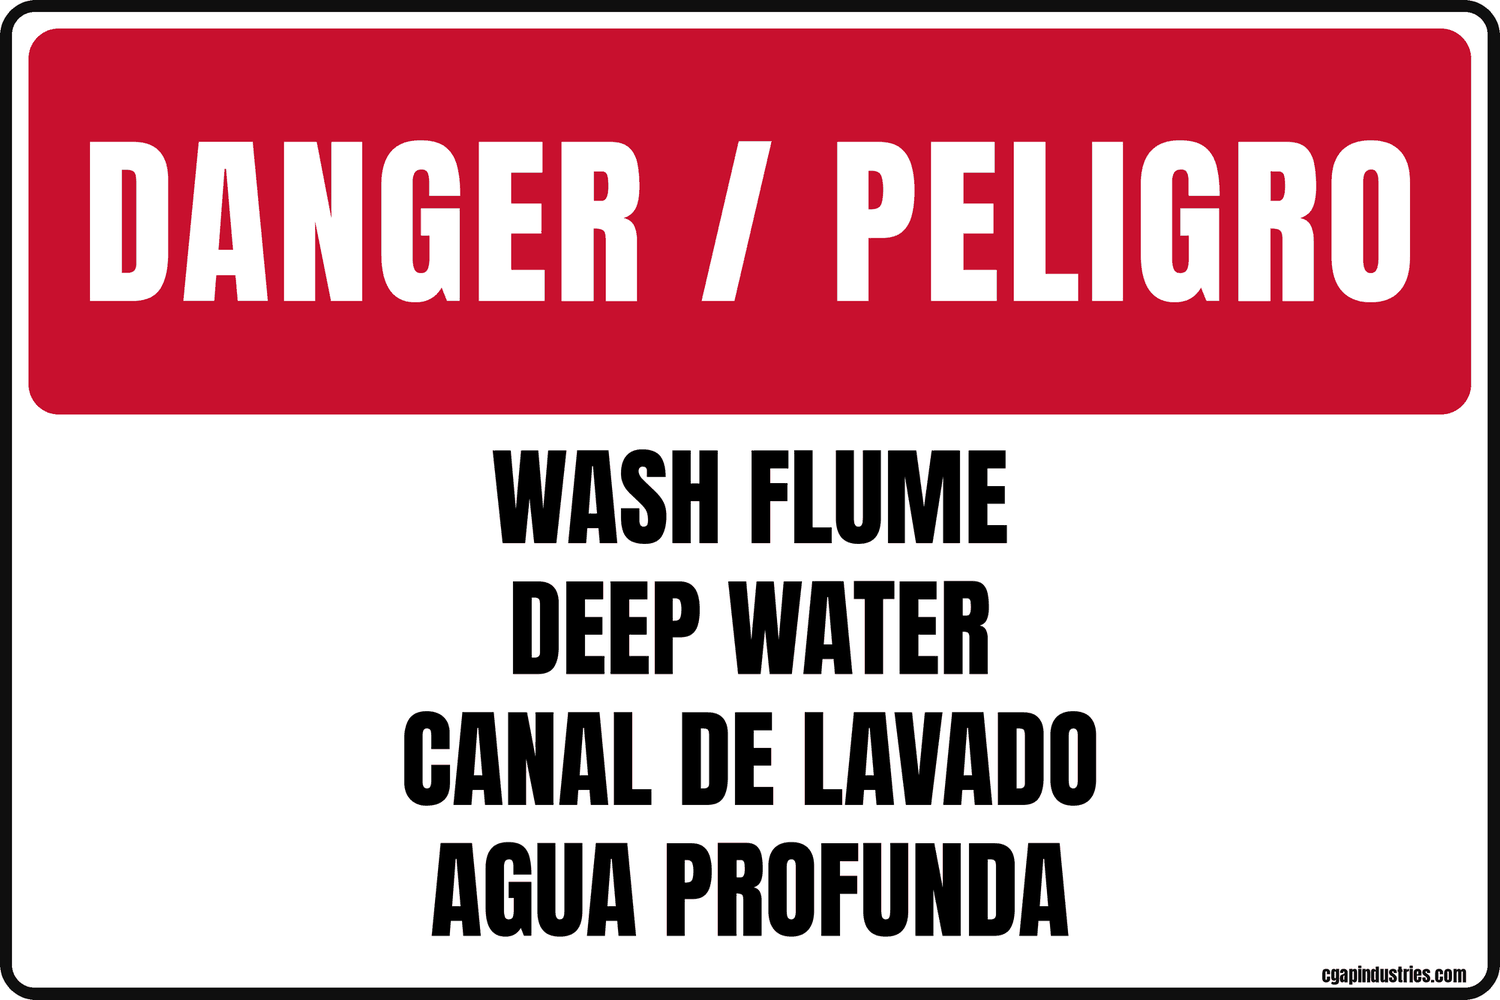 DANGER / PELIGRO
WASH FLUME
DEEP WATER
CANAL DE LAVADO
AGUA PROFUNDA
cgapindustries.com